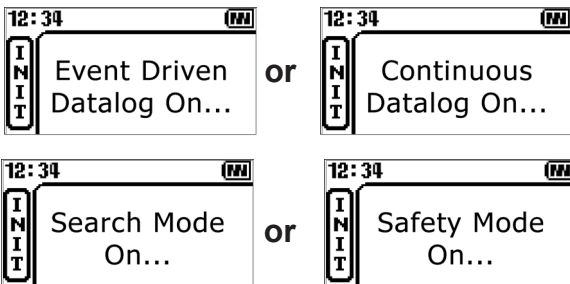 12:34
INIT
Event Driven
Datalog On...
or
12:34
INIT
Continuous
Datalog On...
12:34
INIT
Search Mode
On...
or
12:34
INIT
Safety Mode
On...